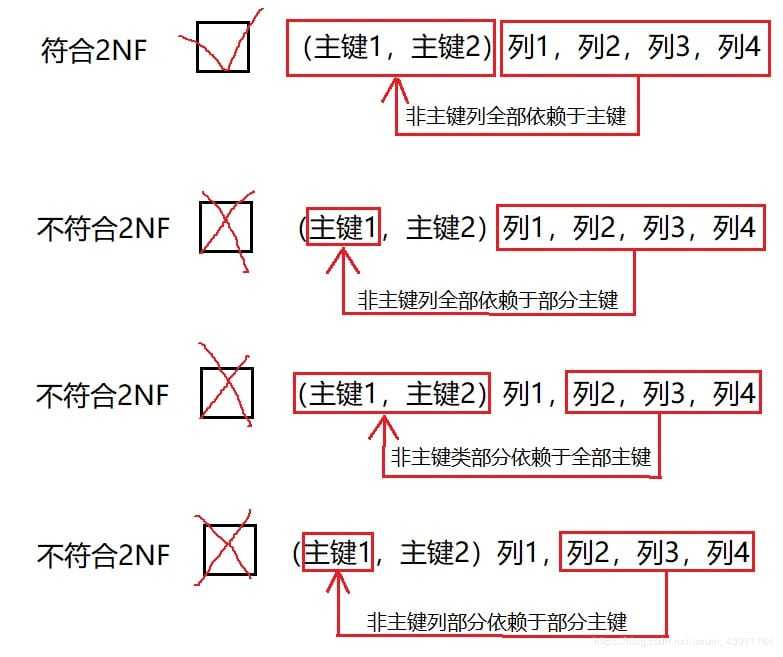 符合2NF (主键1，主键2) 列1，列2，列3，列4
非主键列全部依赖于主键
不符合2NF (主键1，主键2) 列1，列2，列3，列4
非主键列全部依赖于部分主键
不符合2NF (主键1，主键2) 列1，列2，列3，列4
非主键类部分依赖于全部主键
不符合2NF (主键1，主键2) 列1，列2，列3，列4
非主键列部分依赖于部分主键